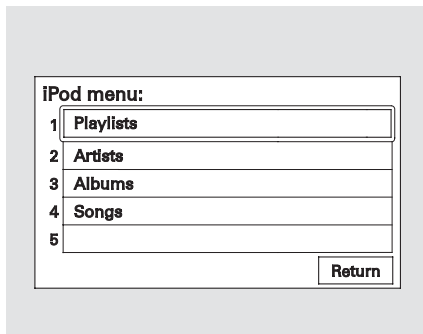 iPod menu:
1 Playlists
2 Artists
3 Albums
4 Songs
5
Return